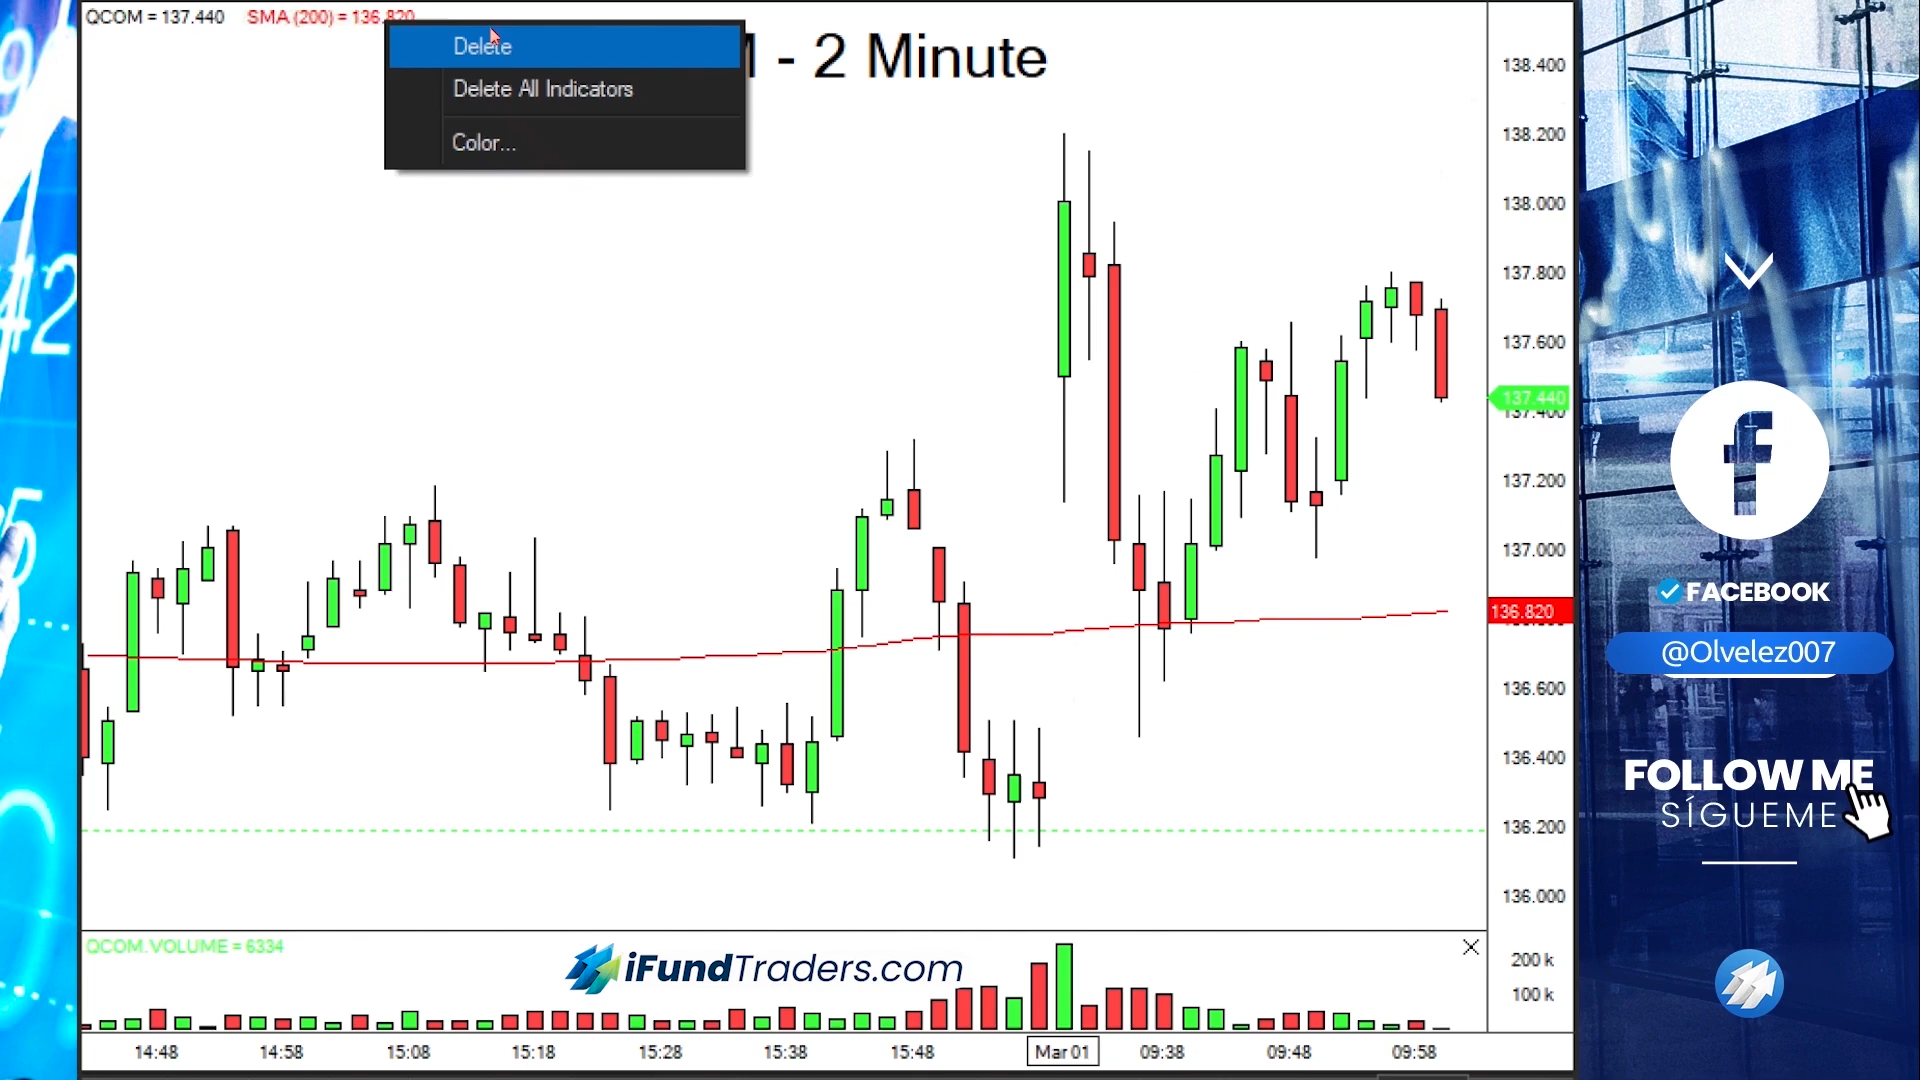 QCOM = 137.440 SMA (200) = 136.820
Delete
Delete All Indicators
Color...
- 2 Minute
138.400
138.200
138.000
137.800
137.600
137.440
137.400
137.200
137.000
136.820
136.600
136.400
136.200
136.000
QCOM.VOLUME = 6334
iFundTraders.com
200 k
100 k
14:48 14:58 15:08 15:18 15:28 15:38 15:48 Mar 01 09:38 09:48 09:58
FACEBOOK
@Olvelez007
FOLLOW ME
SÍGUEME